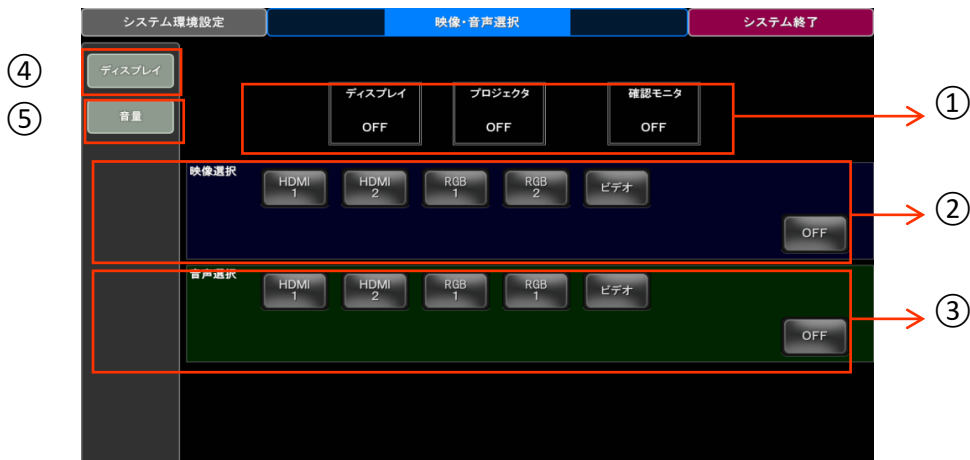 システム環境設定
映像・音声選択
システム終了
④
ディスプレイ
⑤
音量
ディスプレイ
OFF
プロジェクタ
OFF
確認モニタ
OFF
①
映像選択
HDMI
1
HDMI
2
RGB
1
RGB
2
ビデオ
OFF
②
音声選択
HDMI
1
HDMI
2
RGB
1
RGB
1
ビデオ
OFF
③